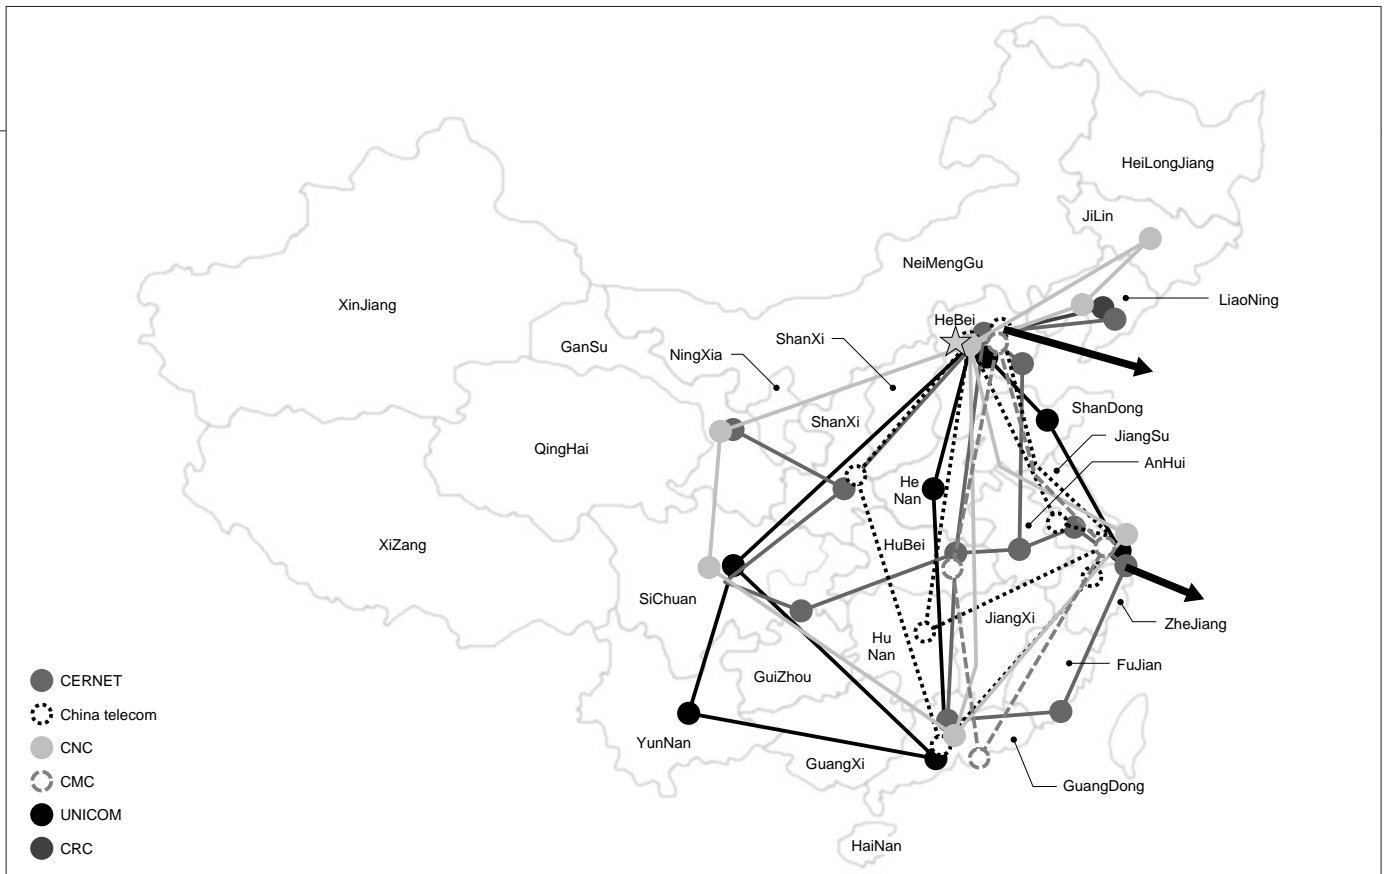 HeiLongJiang
JiLin
NeiMengGu
LiaoNing
XinJiang
HeBei
ShanXi
GanSu
NingXia
ShanDong
ShanXi
JiangSu
QingHai
AnHui
He
Nan
XiZang
HuBei
SiChuan
JiangXi
ZheJiang
Hu
Nan
FuJian
GuiZhou
YunNan
GuangXi
GuangDong
HaiNan
CERNET
China telecom
CNC
CMC
UNICOM
CRC